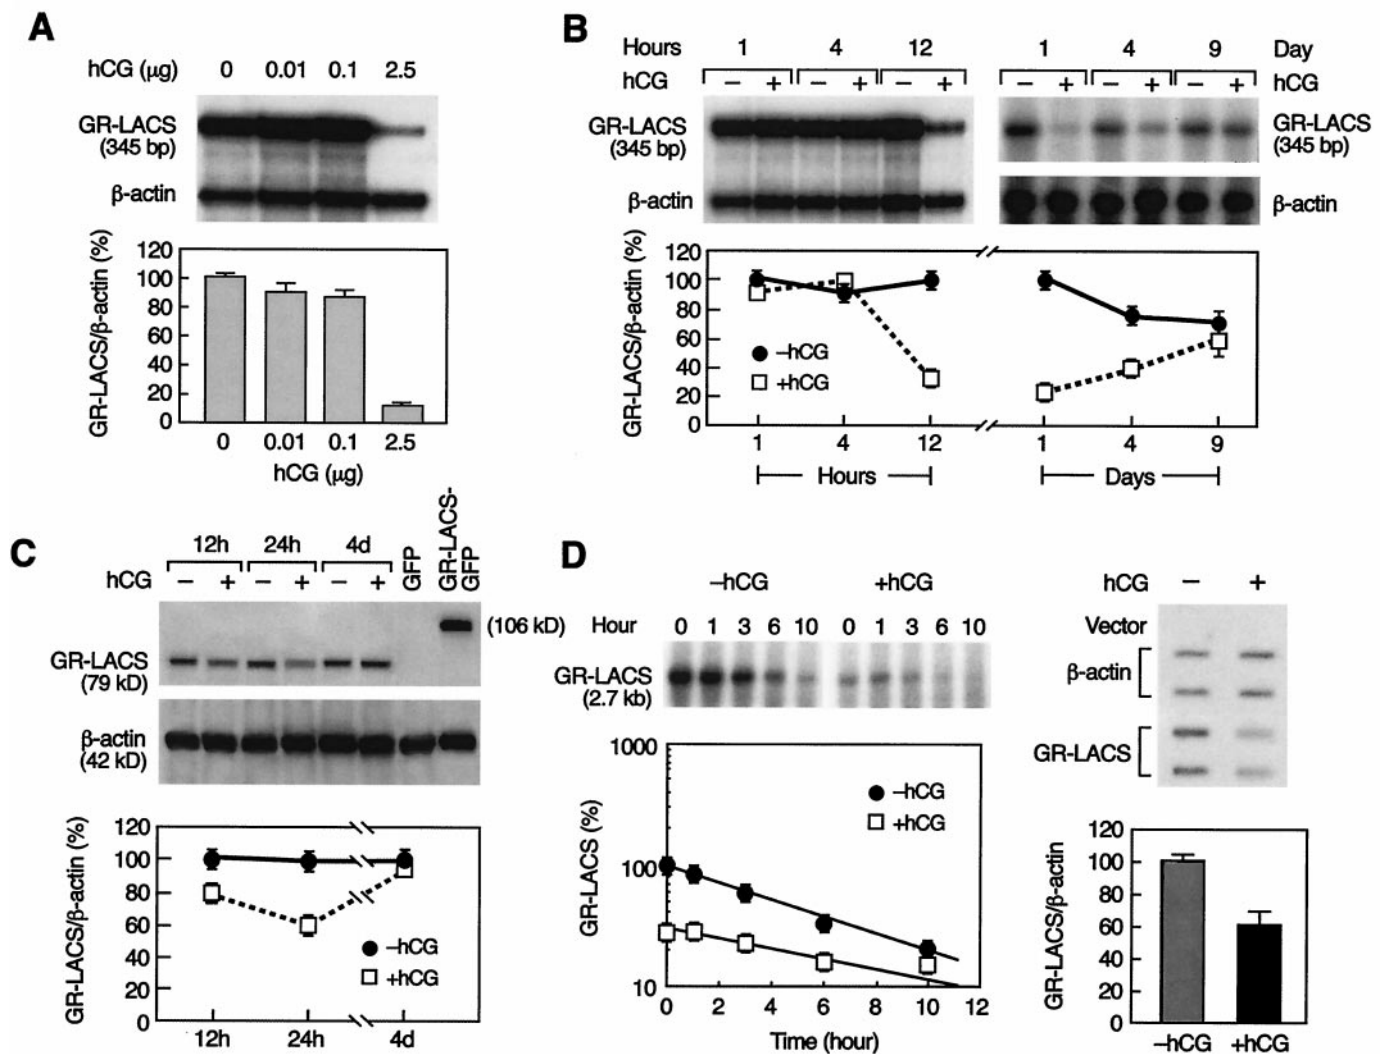 A
hCG (µg) 0 0.01 0.1 2.5
GR-LACS
(345 bp)
β-actin
GR-LACS/β-actin (%)
120
100
80
60
40
20
0
0 0.01 0.1 2.5
hCG (µg)
B
Hours 1 4 12 1 4 9 Day
hCG – + – + – + – + – + – + hCG
GR-LACS
(345 bp)
β-actin
GR-LACS
(345 bp)
β-actin
GR-LACS/β-actin (%)
120
100
80
60
40
20
0
–hCG
+hCG
1 4 12 1 4 9
Hours Days
C
12h 24h 4d GFP GR-LACS-GFP
hCG – + – + – +
(106 kD)
GR-LACS
(79 kD)
β-actin
(42 kD)
GR-LACS/β-actin (%)
120
100
80
60
40
20
0
–hCG
+hCG
12h 24h 4d
D
–hCG +hCG
Hour 0 1 3 6 10 0 1 3 6 10
GR-LACS
(2.7 kb)
GR-LACS (%)
1000
100
10
–hCG
+hCG
0 2 4 6 8 10 12
Time (hour)
hCG – +
Vector
β-actin
GR-LACS
GR-LACS/β-actin
120
100
80
60
40
20
0
–hCG +hCG